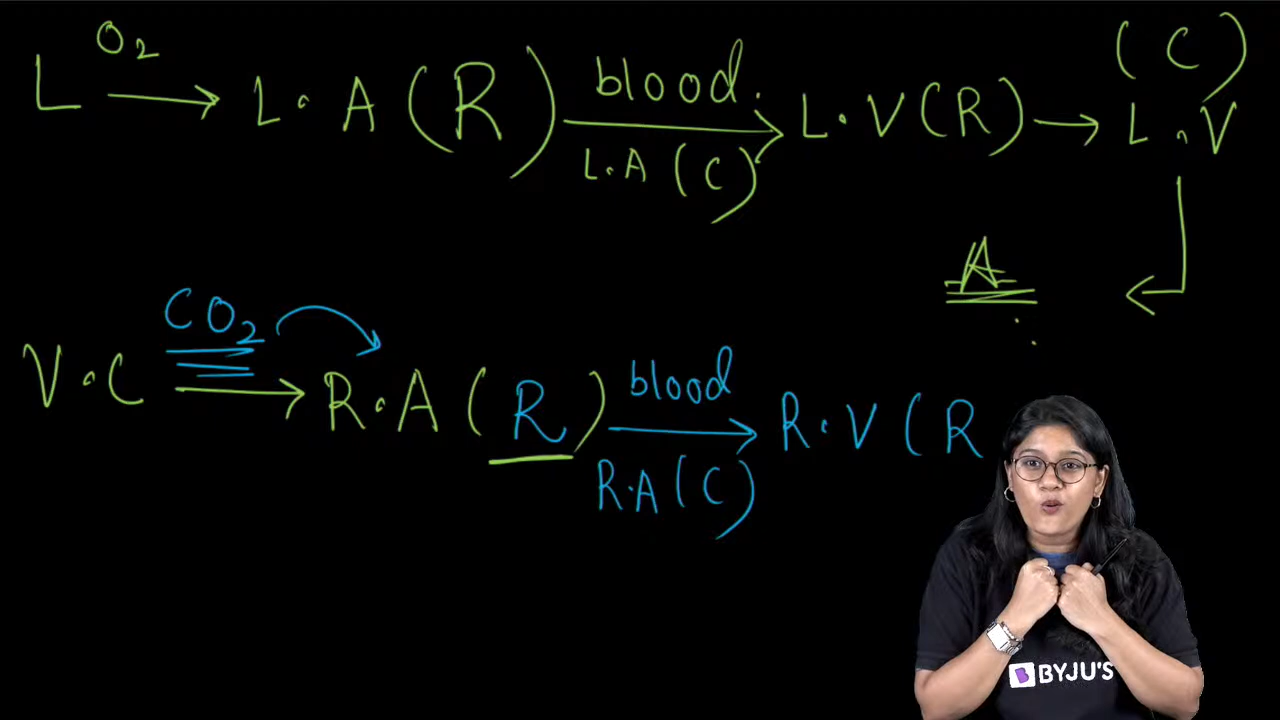 O₂ (C)
L → L.A (R) blood. → L.V (R) → L.V
L.A (C)
A
CO₂
V.C → R.A (R) blood → R.V (R
R.A (C)
BYJU'S